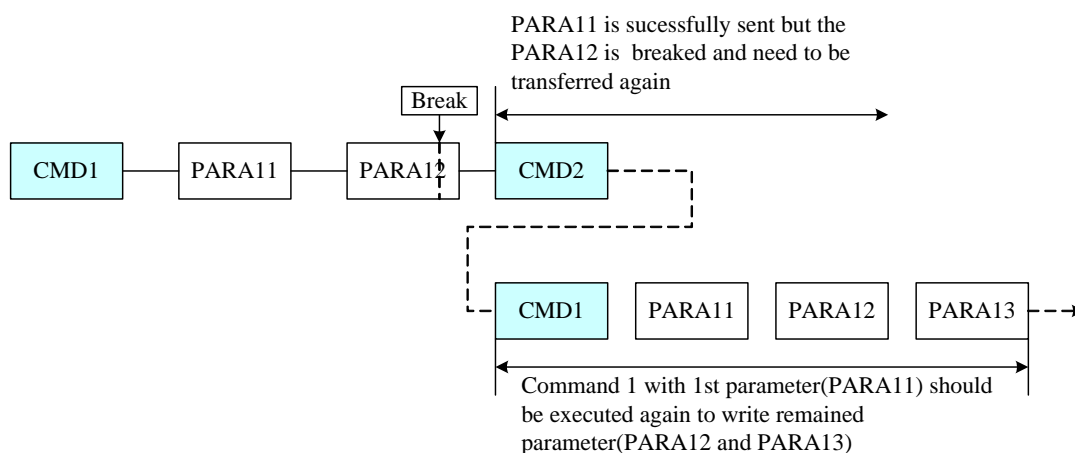 PARA11 is sucessfully sent but the
PARA12 is  breaked and need to be
transferred again
Break
CMD1
PARA11
PARA12
CMD2
CMD1
PARA11
PARA12
PARA13
Command 1 with 1st parameter(PARA11) should
be executed again to write remained
parameter(PARA12 and PARA13)